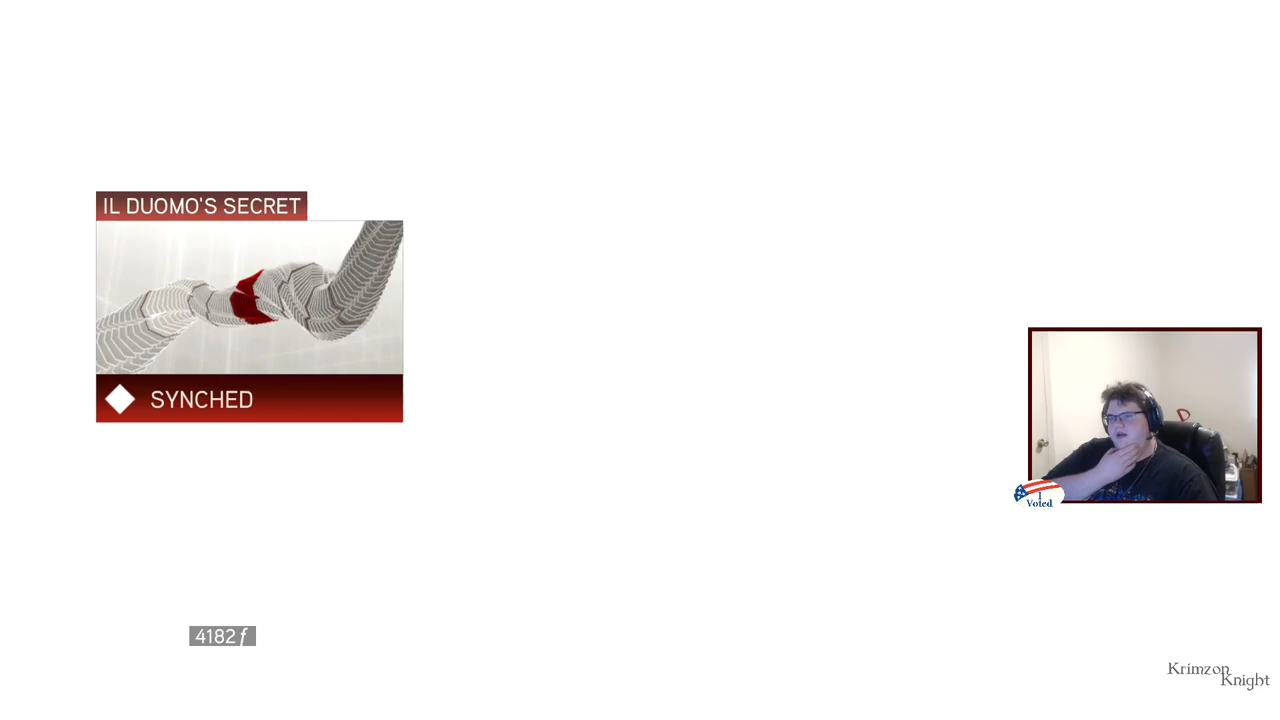 IL DUOMO'S SECRET
SYNCHED
I
Voted
4182 ƒ
Krimzon
Knight